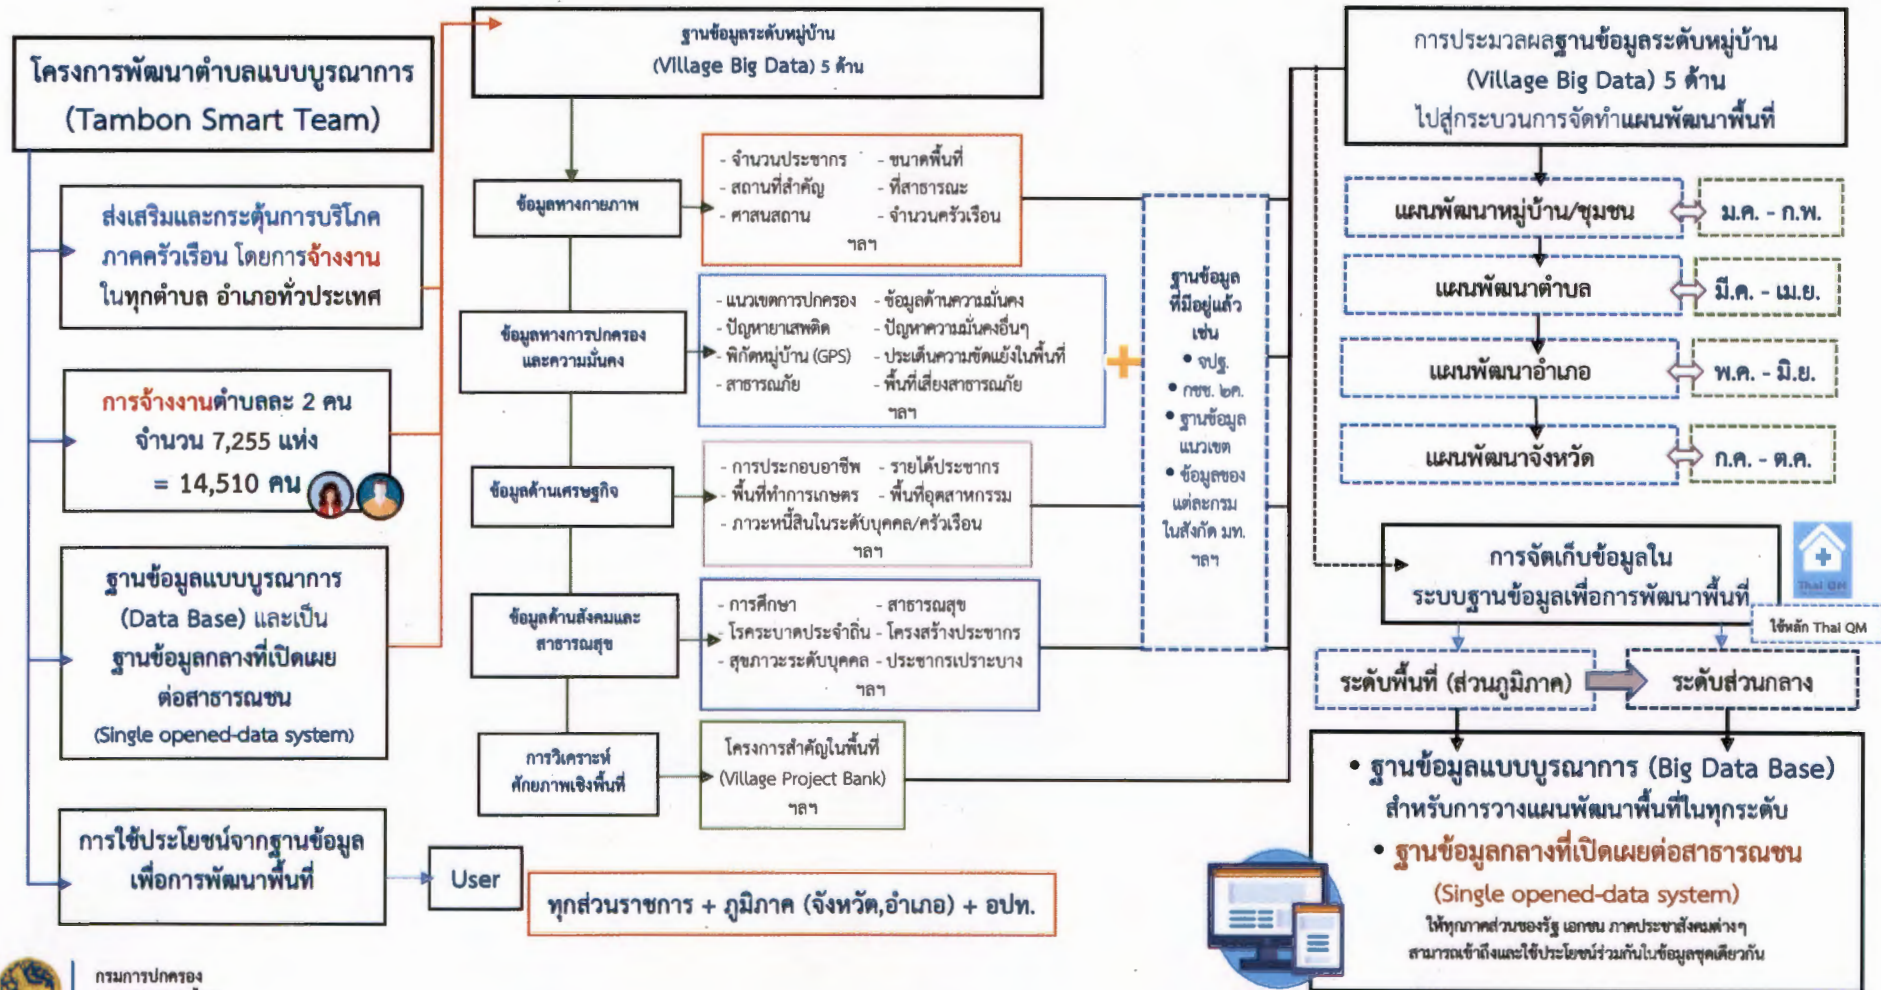 โครงการพัฒนาตำบลแบบบูรณาการ
(Tambon Smart Team)
ส่งเสริมและกระตุ้นการบริโภค
ภาคครัวเรือน โดยการจ้างงาน
ในทุกตำบล อำเภอทั่วประเทศ
การจ้างงานตำบลละ 2 คน
จำนวน 7,255 แห่ง
= 14,510 คน
ฐานข้อมูลแบบบูรณาการ
(Data Base) และเป็น
ฐานข้อมูลกลางที่เปิดเผย
ต่อสาธารณชน
(Single opened-data system)
การใช้ประโยชน์จากฐานข้อมูล
เพื่อการพัฒนาพื้นที่
User
ทุกส่วนราชการ + ภูมิภาค (จังหวัด,อำเภอ) + อปท.
ฐานข้อมูลระดับหมู่บ้าน
(Village Big Data) 5 ด้าน
ข้อมูลทางกายภาพ
- จำนวนประชากร - ขนาดพื้นที่
- สถานที่สำคัญ - ที่สาธารณะ
- ศาสนสถาน - จำนวนครัวเรือน
ฯลฯ
ข้อมูลทางการปกครอง
และความมั่นคง
- แนวเขตการปกครอง - ข้อมูลด้านความมั่นคง
- ปัญหายาเสพติด - ปัญหาความมั่นคงอื่นๆ
- พิกัดหมู่บ้าน (GPS) - ประเด็นความขัดแย้งในพื้นที่
- สาธารณภัย - พื้นที่เสี่ยงสาธารณภัย
ฯลฯ
ข้อมูลด้านเศรษฐกิจ
- การประกอบอาชีพ - รายได้ประชากร
- พื้นที่ทำการเกษตร - พื้นที่อุตสาหกรรม
- ภาวะหนี้สินในระดับบุคคล/ครัวเรือน
ฯลฯ
ข้อมูลด้านสังคมและ
สาธารณสุข
- การศึกษา - สาธารณสุข
- โรคระบาดประจำถิ่น - โครงสร้างประชากร
- สุขภาวะระดับบุคคล - ประชากรเปราะบาง
ฯลฯ
การวิเคราะห์
ศักยภาพเชิงพื้นที่
โครงการสำคัญในพื้นที่
(Village Project Bank)
ฯลฯ
ฐานข้อมูล
ที่มีอยู่แล้ว
เช่น
• จปฐ.
• กชช. ๒ค.
• ฐานข้อมูล
แนวเขต
• ข้อมูลของ
แต่ละกรม
ในสังกัด มท.
ฯลฯ
การประมวลผลฐานข้อมูลระดับหมู่บ้าน
(Village Big Data) 5 ด้าน
ไปสู่กระบวนการจัดทำแผนพัฒนาพื้นที่
แผนพัฒนาหมู่บ้าน/ชุมชน ม.ค. - ก.พ.
แผนพัฒนาตำบล มี.ค. - เม.ย.
แผนพัฒนาอำเภอ พ.ค. - มิ.ย.
แผนพัฒนาจังหวัด ก.ค. - ต.ค.
การจัดเก็บข้อมูลใน
ระบบฐานข้อมูลเพื่อการพัฒนาพื้นที่
Thai QM
ใช้หลัก Thai QM
ระดับพื้นที่ (ส่วนภูมิภาค) ระดับส่วนกลาง
• ฐานข้อมูลแบบบูรณาการ (Big Data Base)
สำหรับการวางแผนพัฒนาพื้นที่ในทุกระดับ
• ฐานข้อมูลกลางที่เปิดเผยต่อสาธารณชน
(Single opened-data system)
ให้ทุกภาคส่วนของรัฐ เอกชน ภาคประชาสังคมต่างๆ
สามารถเข้าถึงและใช้ประโยชน์ร่วมกันในข้อมูลชุดเดียวกัน
กรมการปกครอง